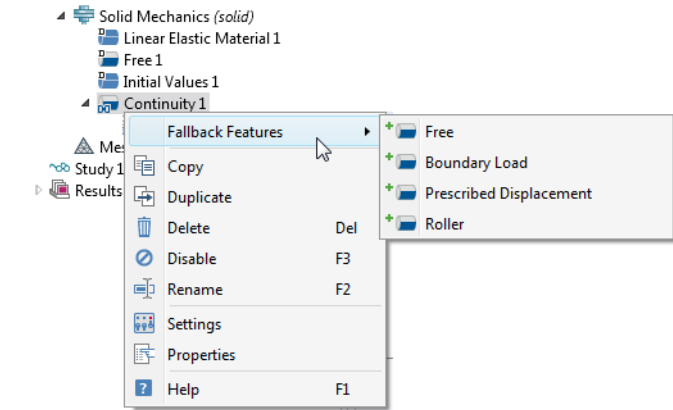 Solid Mechanics (solid)
Linear Elastic Material 1
Free 1
Initial Values 1
Continuity 1
Fallback Features
Free
Boundary Load
Prescribed Displacement
Roller
Study 1
Results
Copy
Duplicate
Delete Del
Disable F3
Rename F2
Settings
Properties
Help F1